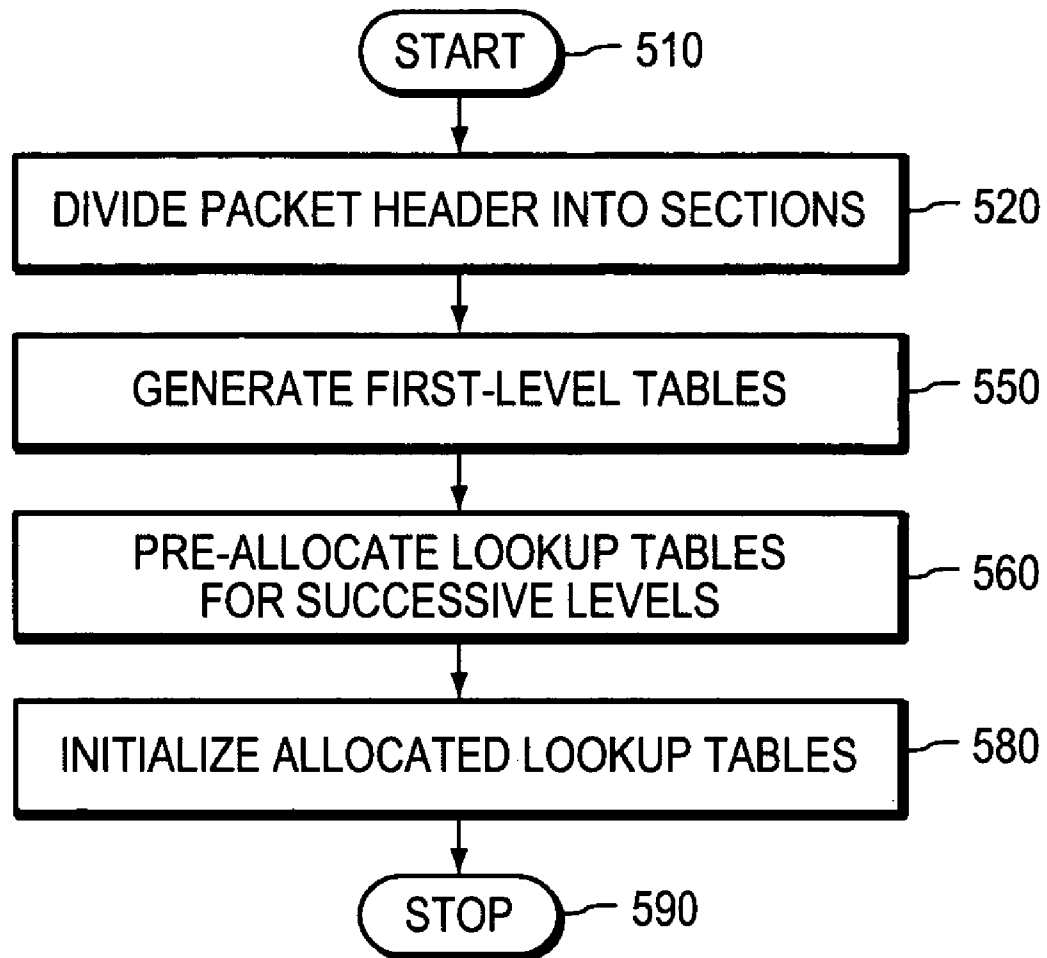 START 510
DIVIDE PACKET HEADER INTO SECTIONS 520
GENERATE FIRST-LEVEL TABLES 550
PRE-ALLOCATE LOOKUP TABLES
FOR SUCCESSIVE LEVELS 560
INITIALIZE ALLOCATED LOOKUP TABLES 580
STOP 590